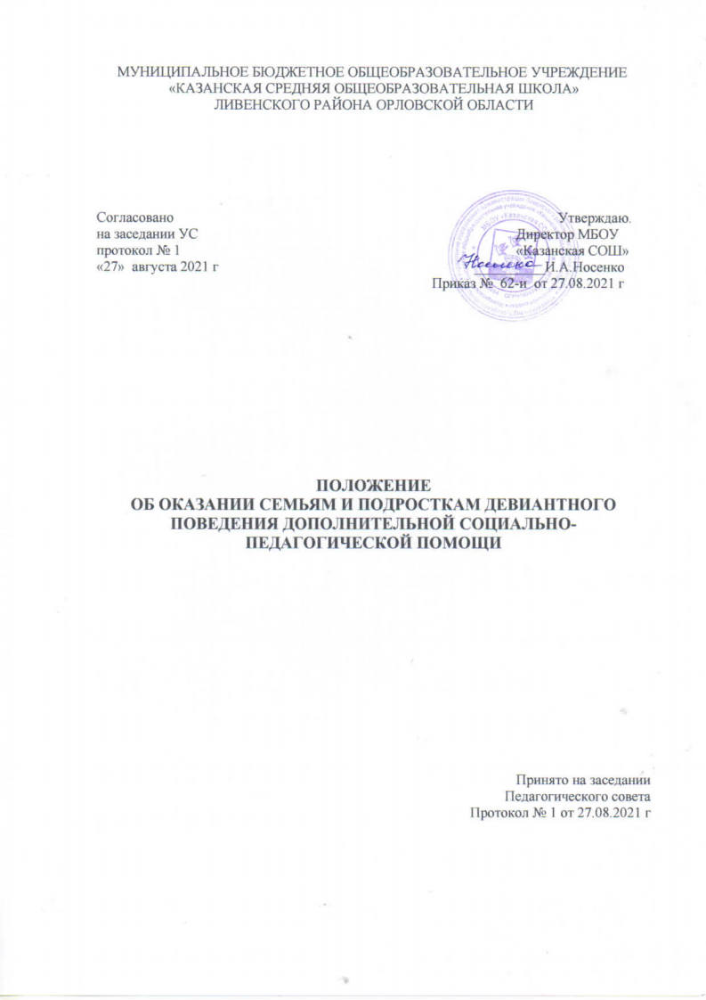 МУНИЦИПАЛЬНОЕ БЮДЖЕТНОЕ ОБЩЕОБРАЗОВАТЕЛЬНОЕ УЧРЕЖДЕНИЕ
«КАЗАНСКАЯ СРЕДНЯЯ ОБЩЕОБРАЗОВАТЕЛЬНАЯ ШКОЛА»
ЛИВЕНСКОГО РАЙОНА ОРЛОВСКОЙ ОБЛАСТИ
Согласовано
на заседании УС
протокол № 1
«27» августа 2021 г
Утверждаю.
Директор МБОУ
«Казанская СОШ»
Носенко И.А.Носенко
Приказ № 62-и от 27.08.2021 г
МБОУ «Казанская СОШ»
ПОЛОЖЕНИЕ
ОБ ОКАЗАНИИ СЕМЬЯМ И ПОДРОСТКАМ ДЕВИАНТНОГО
ПОВЕДЕНИЯ ДОПОЛНИТЕЛЬНОЙ СОЦИАЛЬНО-
ПЕДАГОГИЧЕСКОЙ ПОМОЩИ
Принято на заседании
Педагогического совета
Протокол № 1 от 27.08.2021 г